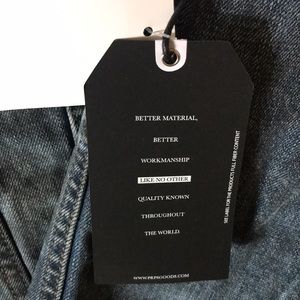 BETTER MATERIAL,
BETTER
WORKMANSHIP
LIKE NO OTHER
QUALITY KNOWN
THROUGHOUT
THE WORLD
WWW.PRPSGOODS.COM
SEE LABEL FOR THE PRODUCTS FULL FIBER CONTENT